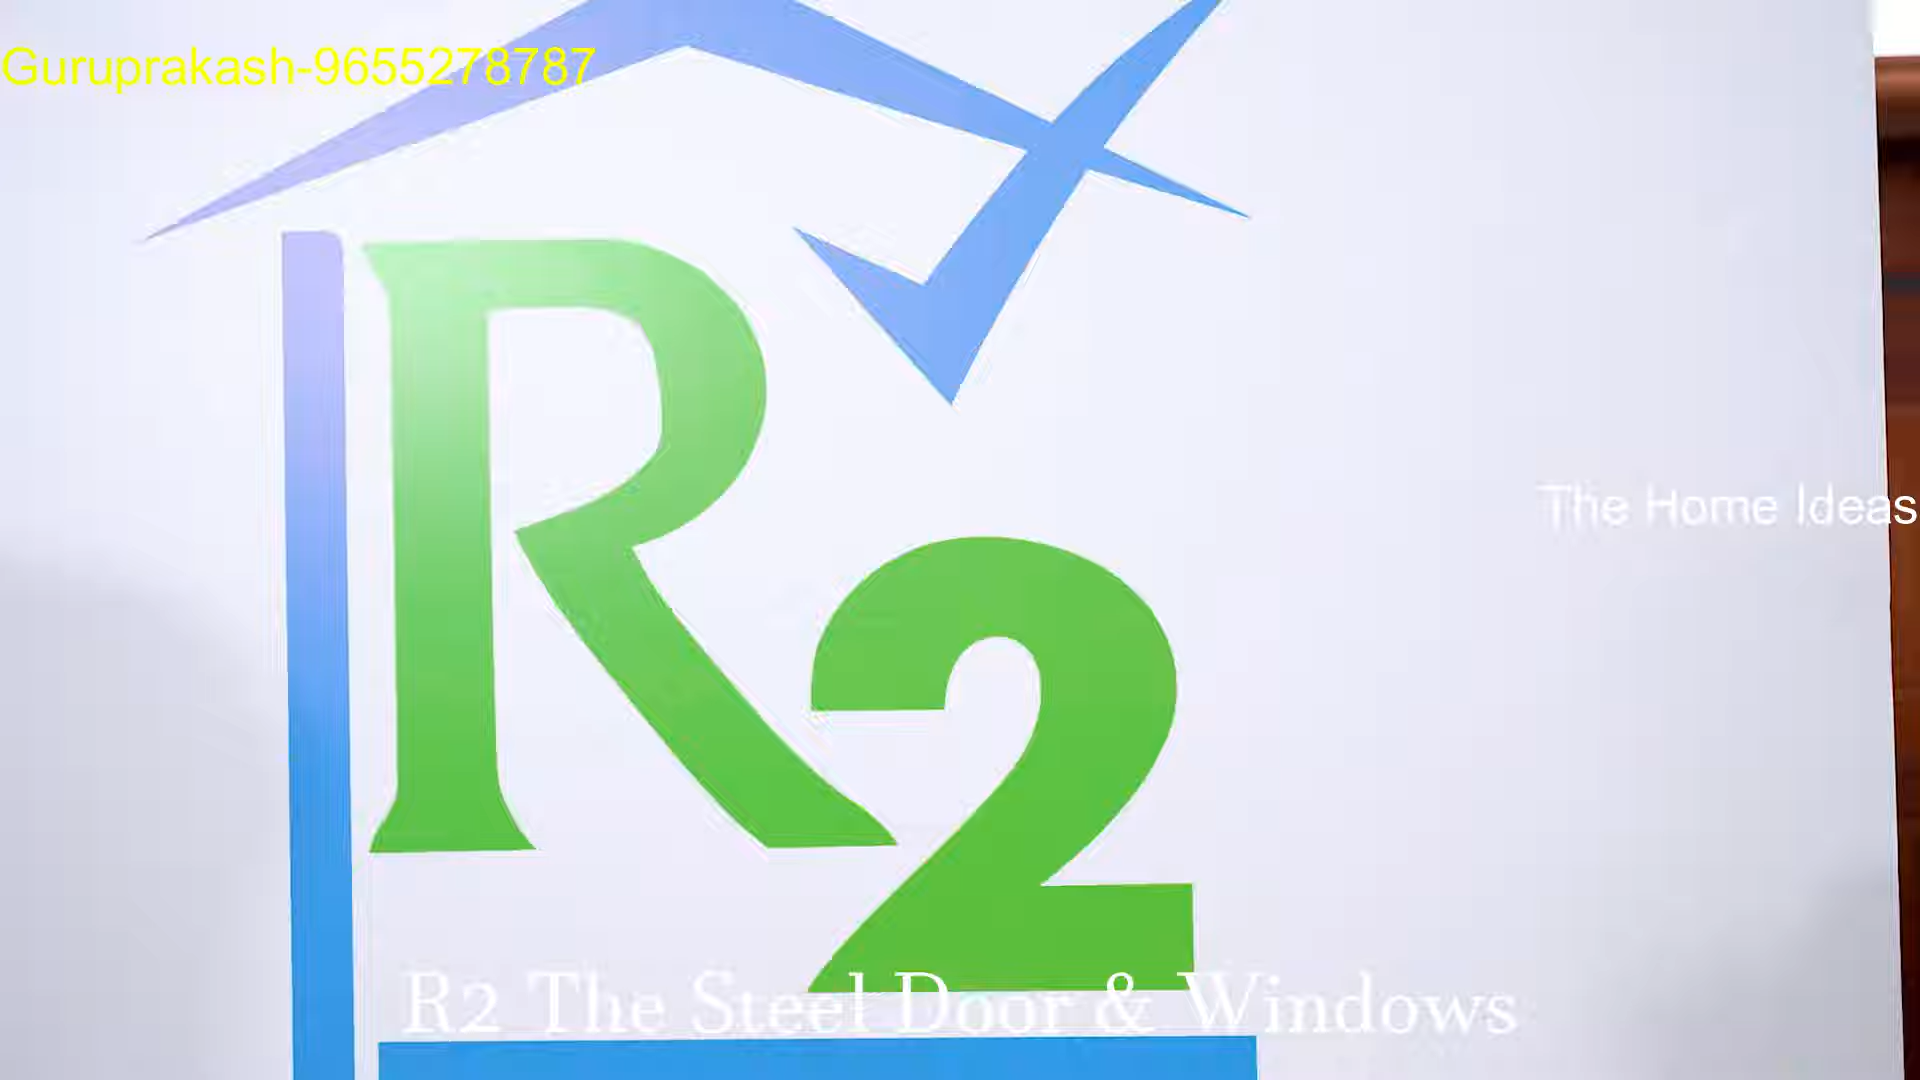 Guruprakash-9655278787
R2
The Home Ideas
R2 The Steel Door & Windows